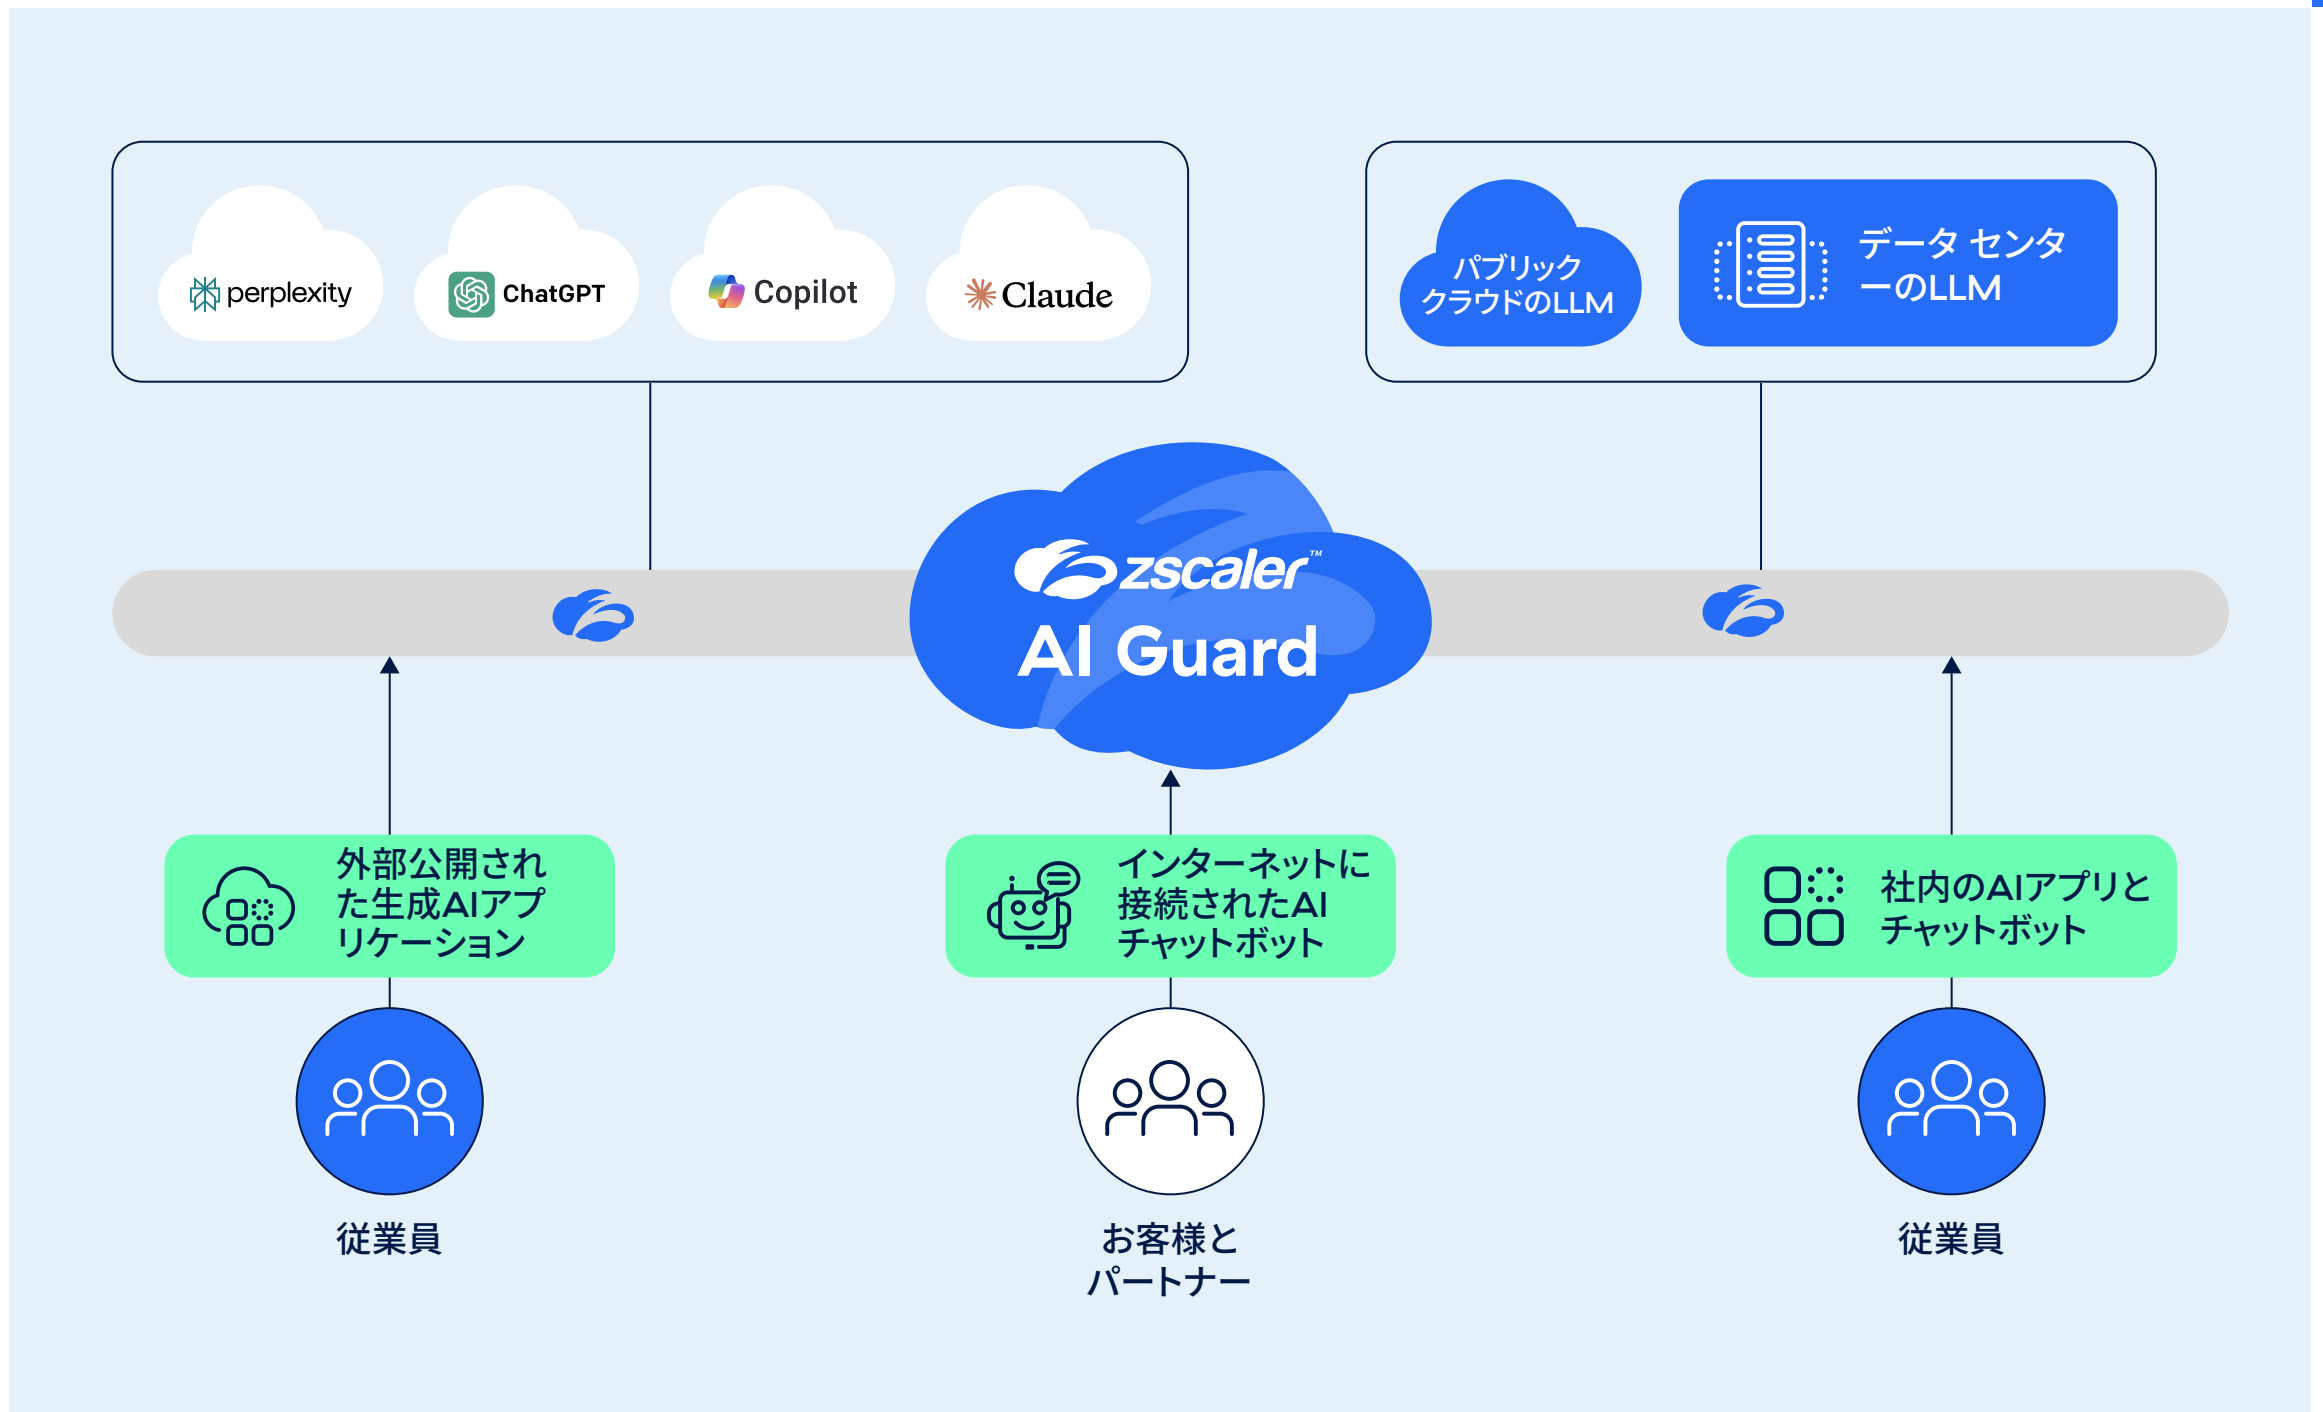 perplexity
ChatGPT
Copilot
Claude
パブリック
クラウドのLLM
データ センタ
ーのLLM
zscaler™
AI Guard
外部公開され
た生成AIアプ
リケーション
インターネットに
接続されたAI
チャットボット
社内のAIアプリと
チャットボット
従業員
お客様と
パートナー
従業員